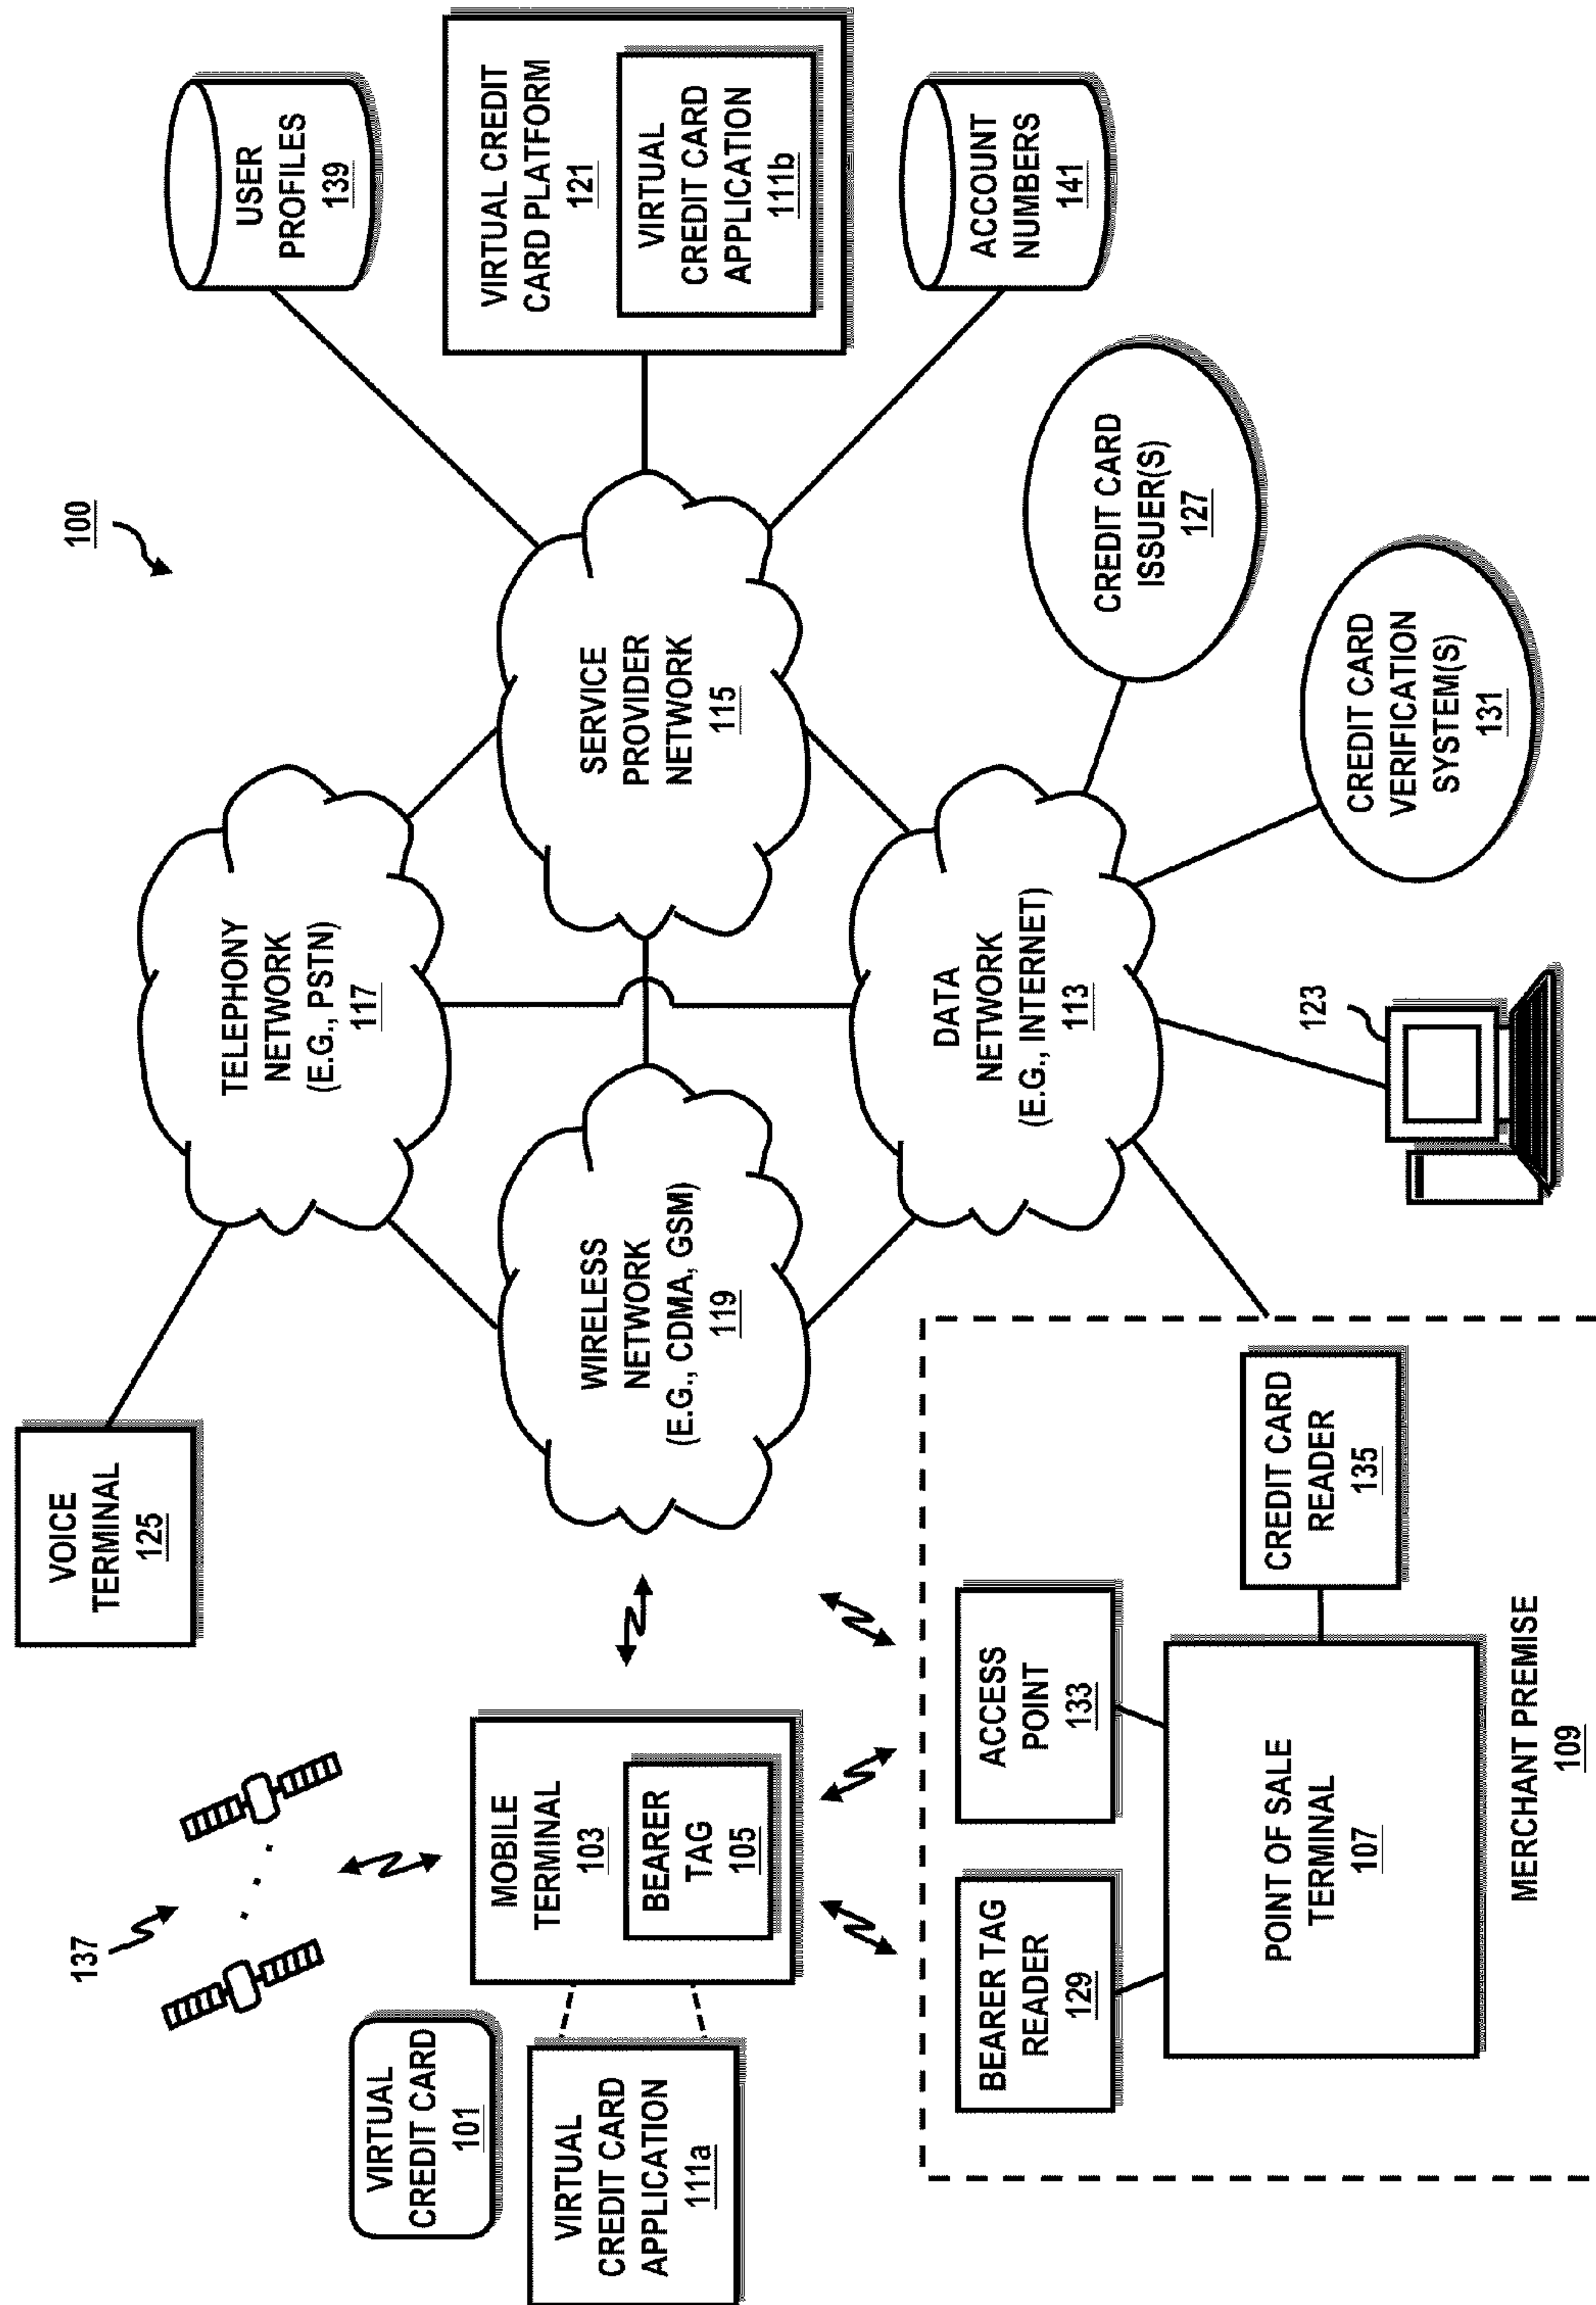 100
137
VOICE
TERMINAL
125
TELEPHONY
NETWORK
(E.G., PSTN)
117
USER
PROFILES
139
VIRTUAL
CREDIT CARD
101
VIRTUAL
CREDIT CARD
APPLICATION
111a
MOBILE
TERMINAL
103
BEARER
TAG
105
WIRELESS
NETWORK
(E.G., CDMA, GSM)
119
SERVICE
PROVIDER
NETWORK
115
VIRTUAL CREDIT
CARD PLATFORM
121
VIRTUAL
CREDIT CARD
APPLICATION
111b
ACCOUNT
NUMBERS
141
DATA
NETWORK
(E.G., INTERNET)
113
CREDIT CARD
ISSUER(S)
127
CREDIT CARD
VERIFICATION
SYSTEM(S)
131
123
BEARER TAG
READER
129
ACCESS
POINT
133
POINT OF SALE
TERMINAL
107
CREDIT CARD
READER
135
MERCHANT PREMISE
109